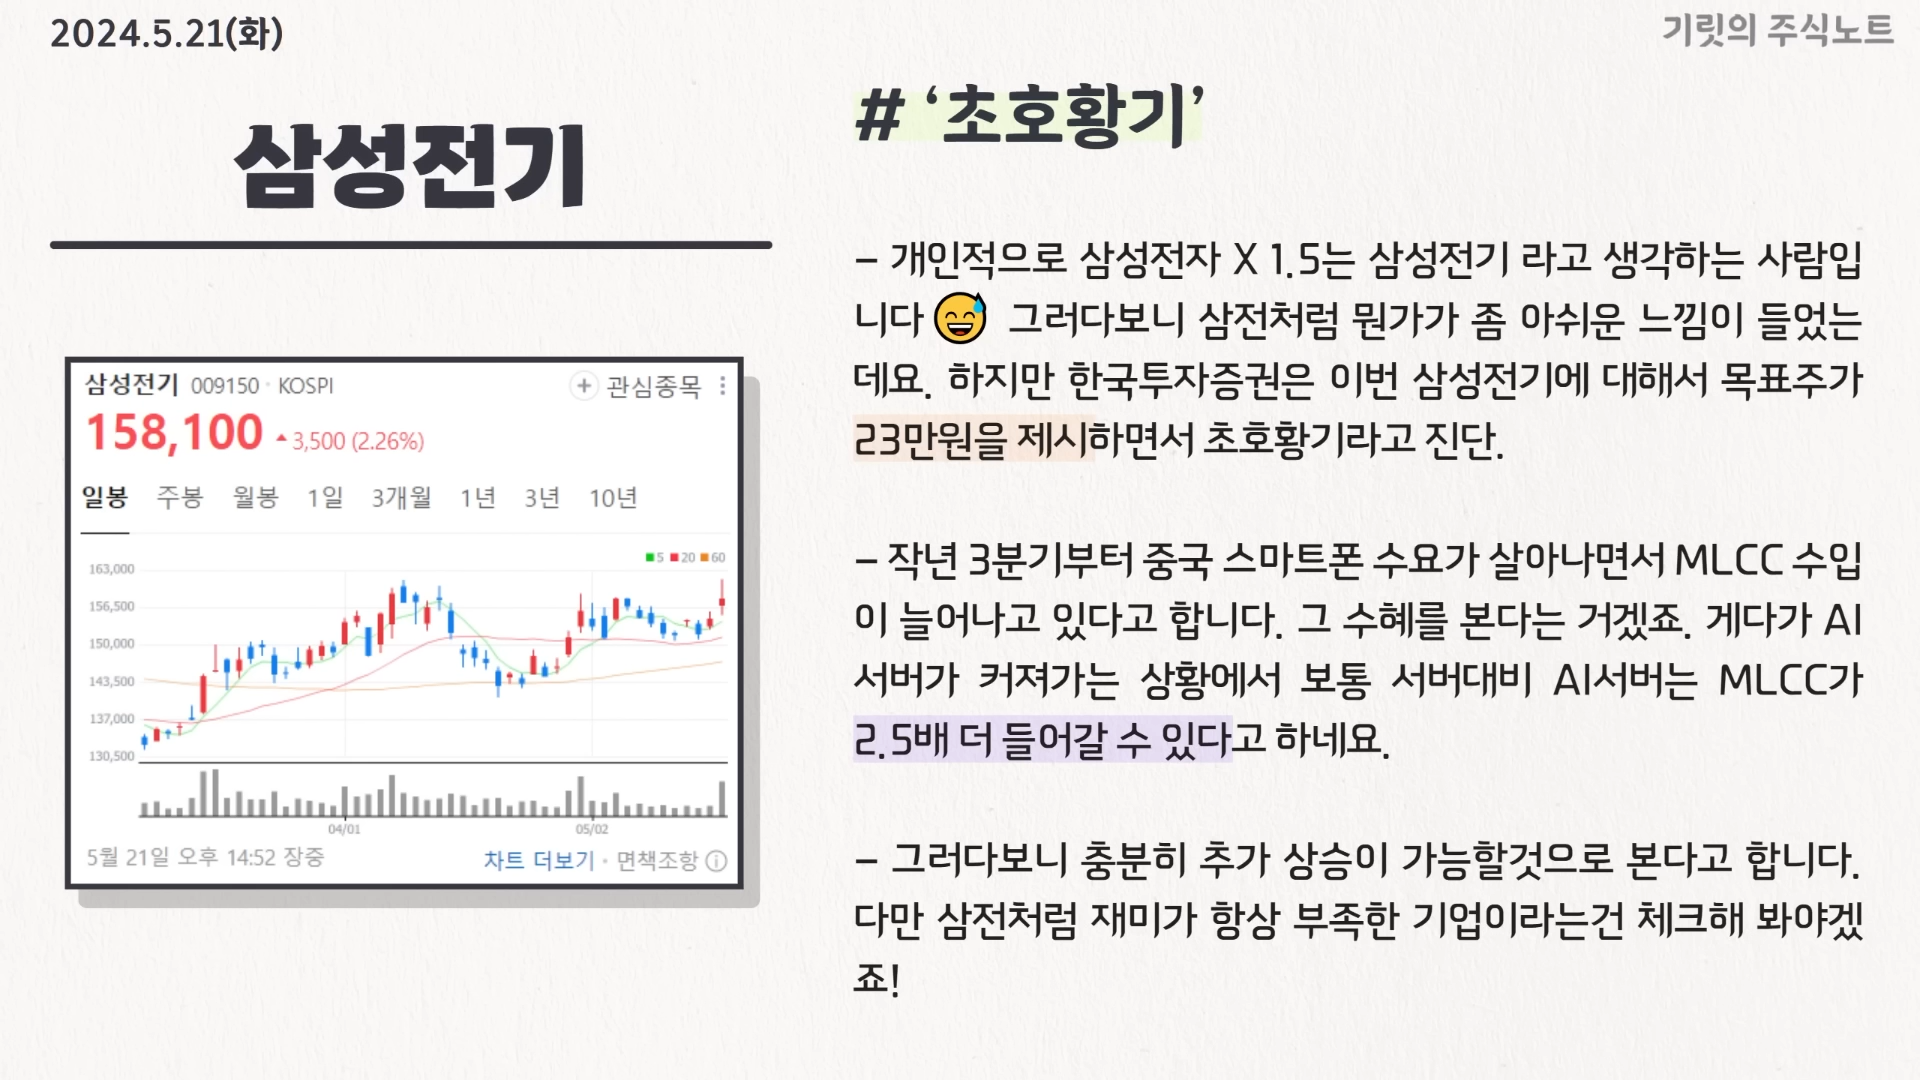 2024.5.21(화)
기릿의 주식노트
삼성전기
# ‘초호황기’
삼성전기 009150 · KOSPI
+ 관심종목
158,100 ▲3,500 (2.26%)
일봉 주봉 월봉 1일 3개월 1년 3년 10년
5 20 60
163,000
156,500
150,000
143,500
137,000
130,500
04/01 05/02
5월 21일 오후 14:52 장중
차트 더보기 · 면책조항
– 개인적으로 삼성전자 X 1.5는 삼성전기 라고 생각하는 사람입
니다😅 그러다보니 삼전처럼 뭔가가 좀 아쉬운 느낌이 들었는
데요. 하지만 한국투자증권은 이번 삼성전기에 대해서 목표주가
23만원을 제시하면서 초호황기라고 진단.
– 작년 3분기부터 중국 스마트폰 수요가 살아나면서 MLCC 수입
이 늘어나고 있다고 합니다. 그 수혜를 본다는 거겠죠. 게다가 AI
서버가 커져가는 상황에서 보통 서버대비 AI서버는 MLCC가
2.5배 더 들어갈 수 있다고 하네요.
– 그러다보니 충분히 추가 상승이 가능할것으로 본다고 합니다.
다만 삼전처럼 재미가 항상 부족한 기업이라는건 체크해 봐야겠
죠!